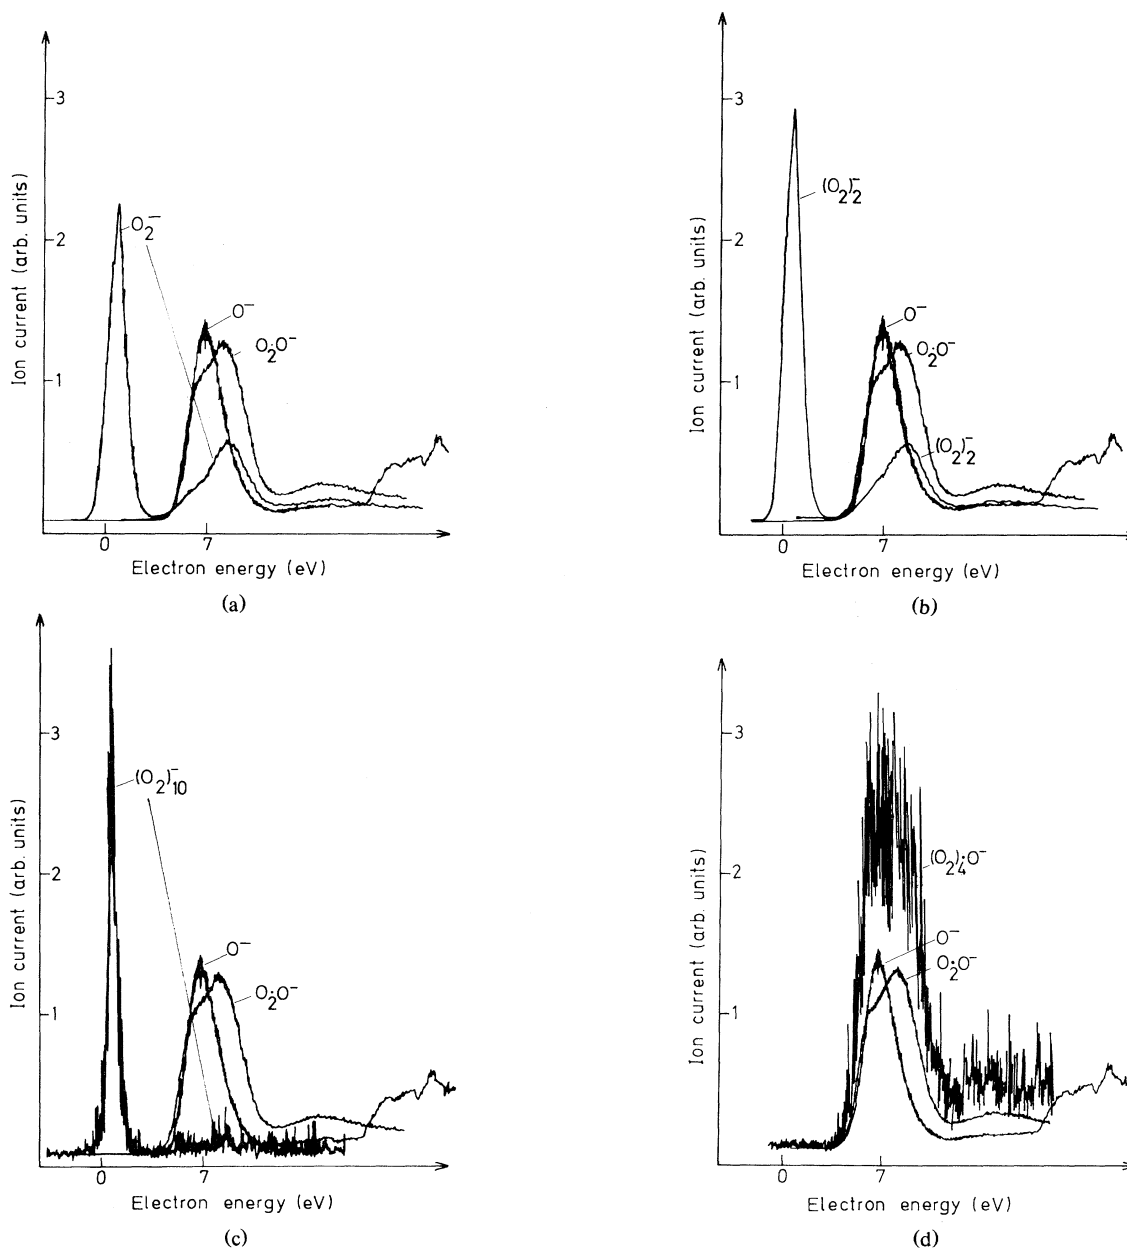 3
2
1
Ion current (arb. units)
O₂⁻
O⁻
O₂·O⁻
0 7
Electron energy (eV)
(a)
3
2
1
Ion current (arb. units)
(O₂)₂⁻
O⁻
O₂·O⁻
(O₂)₂⁻
0 7
Electron energy (eV)
(b)
3
2
1
Ion current (arb. units)
(O₂)₁₀⁻
O⁻
O₂·O⁻
0 7
Electron energy (eV)
(c)
3
2
1
Ion current (arb. units)
(O₂)₄·O⁻
O⁻
O₂·O⁻
0 7
Electron energy (eV)
(d)